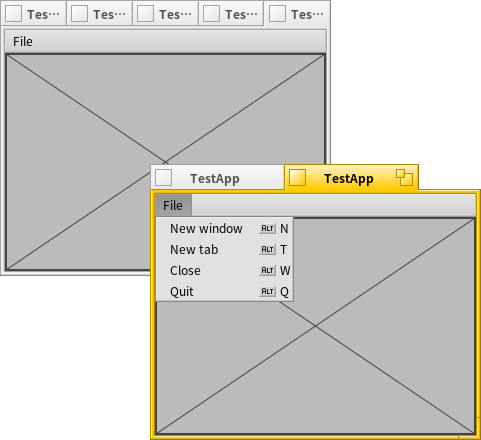 Tes··· Tes··· Tes··· Tes··· Tes···
File
TestApp TestApp
File
New window ALT N
New tab ALT T
Close ALT W
Quit ALT Q